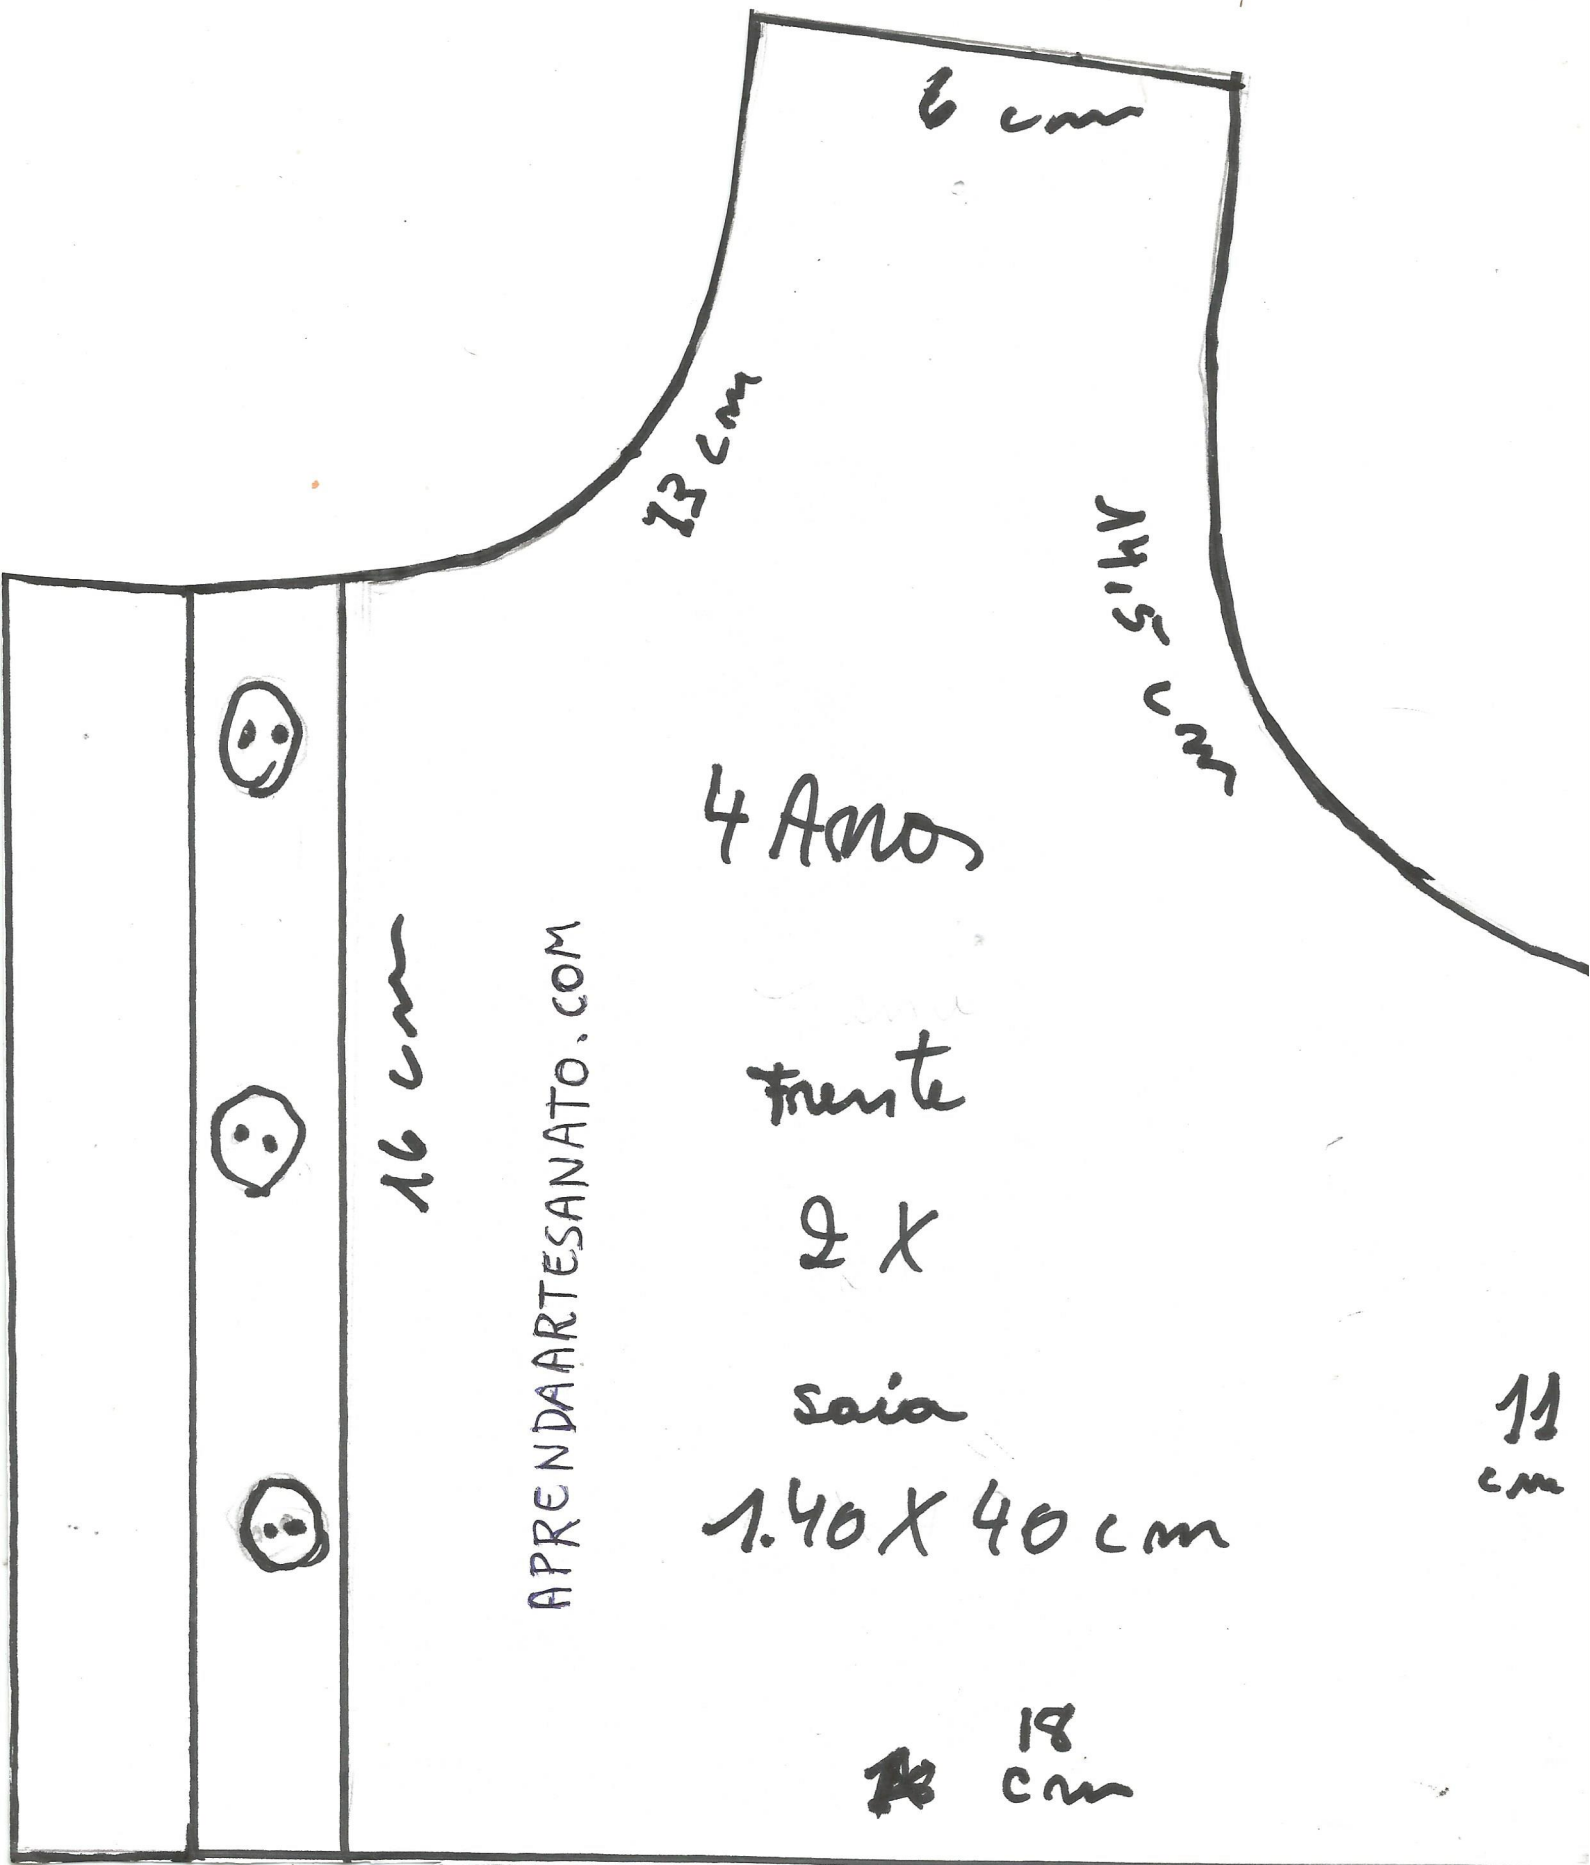 6 cm
13 cm
14,5 cm
4 Anos
16 cm
APRENDAARTESANATO.COM
Frente
2 X
saia
1.40 X 40 cm
11
cm
18
cm